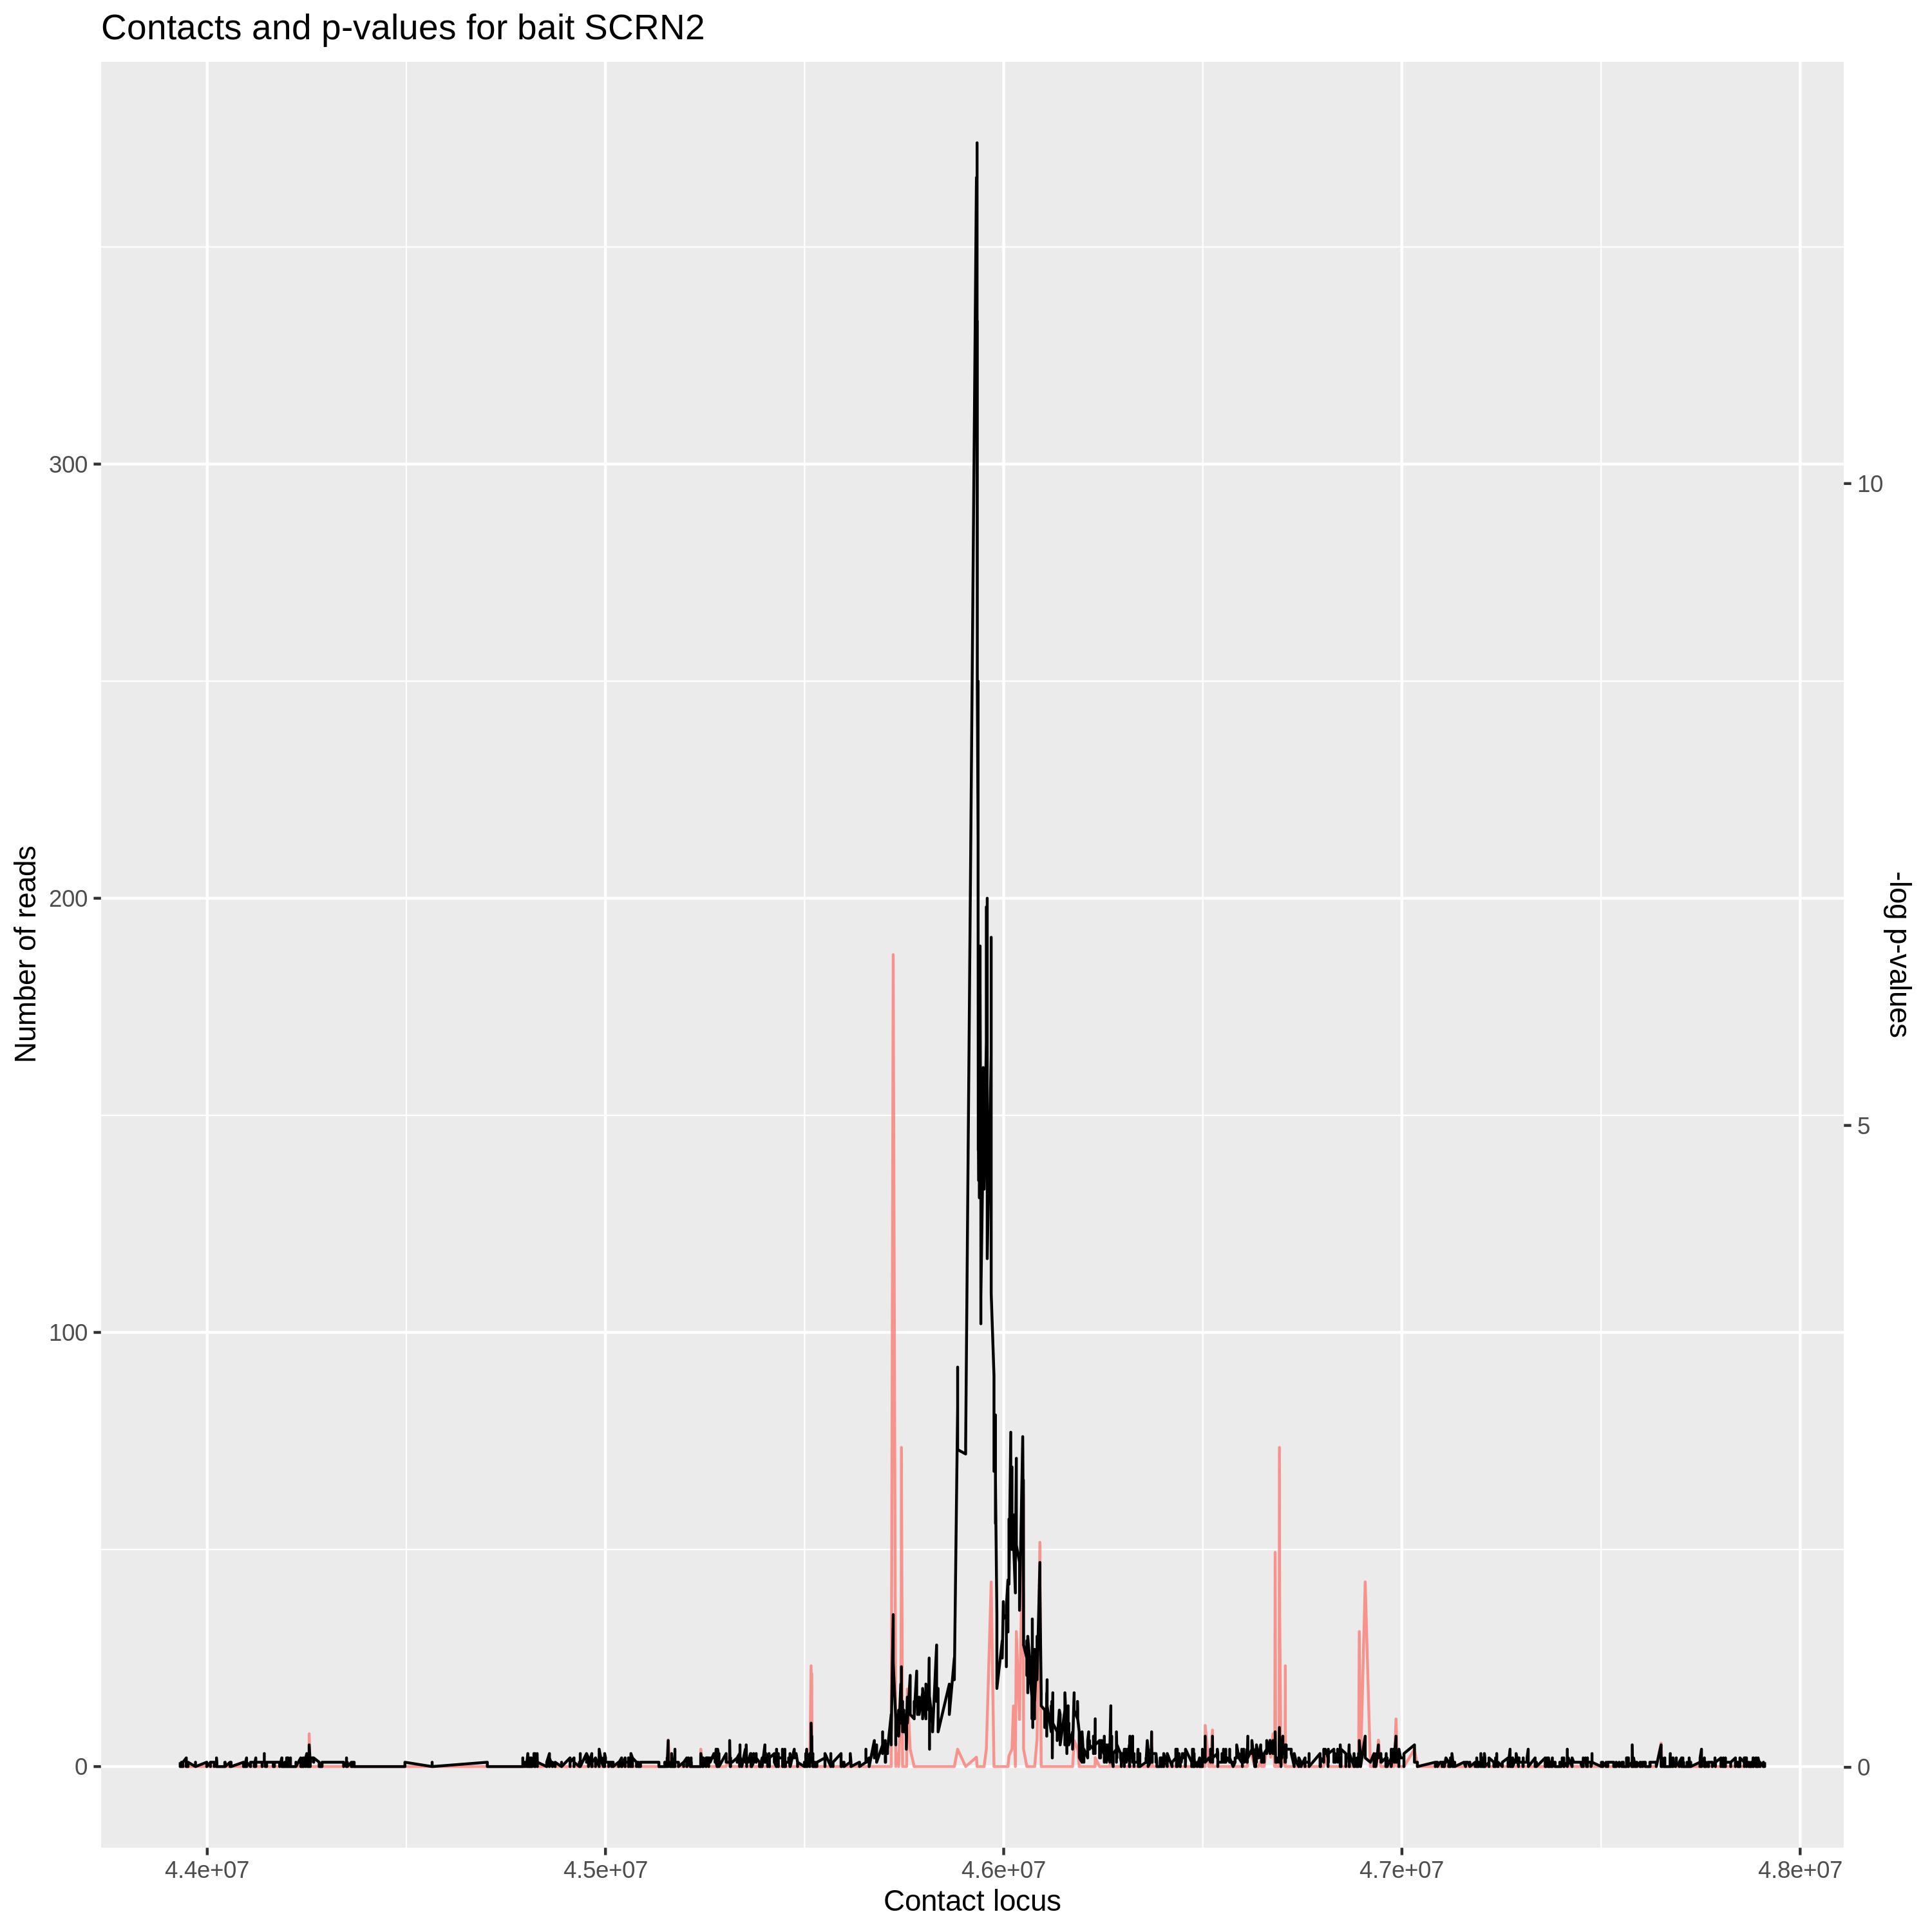 Contacts and p-values for bait SCRN2
Number of reads
300
200
100
0
10
5
0
-log p-values
4.4e+07
4.5e+07
4.6e+07
4.7e+07
4.8e+07
Contact locus